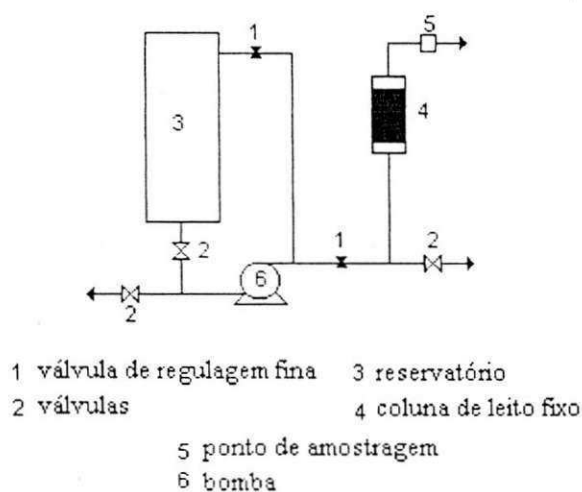 1
5
3
4
2
1
2
6
2
1 válvula de regulagem fina
3 reservatório
2 válvulas
4 coluna de leito fixo
5 ponto de amostragem
6 bomba